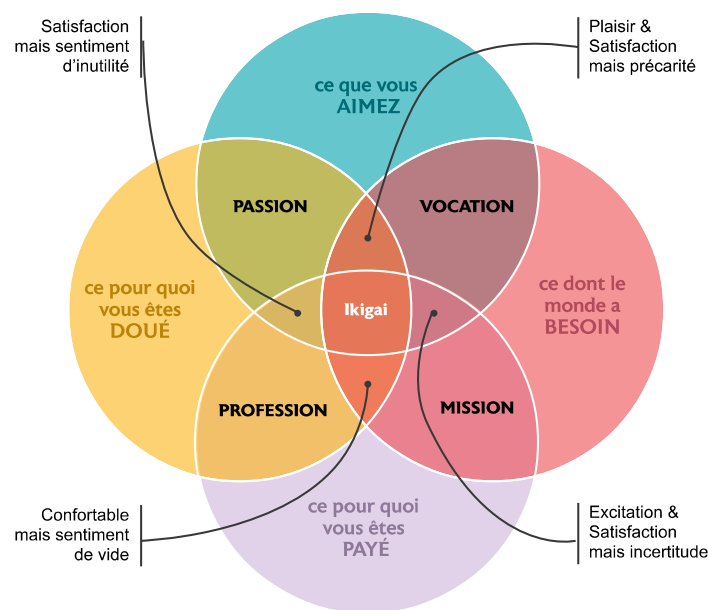 Satisfaction
mais sentiment
d'inutilité
Plaisir &
Satisfaction
mais précarité
ce que vous
AIMEZ
PASSION
VOCATION
ce pour quoi
vous êtes
DOUÉ
Ikigai
ce dont le
monde a
BESOIN
PROFESSION
MISSION
ce pour quoi
vous êtes
PAYÉ
Confortable
mais sentiment
de vide
Excitation &
Satisfaction
mais incertitude